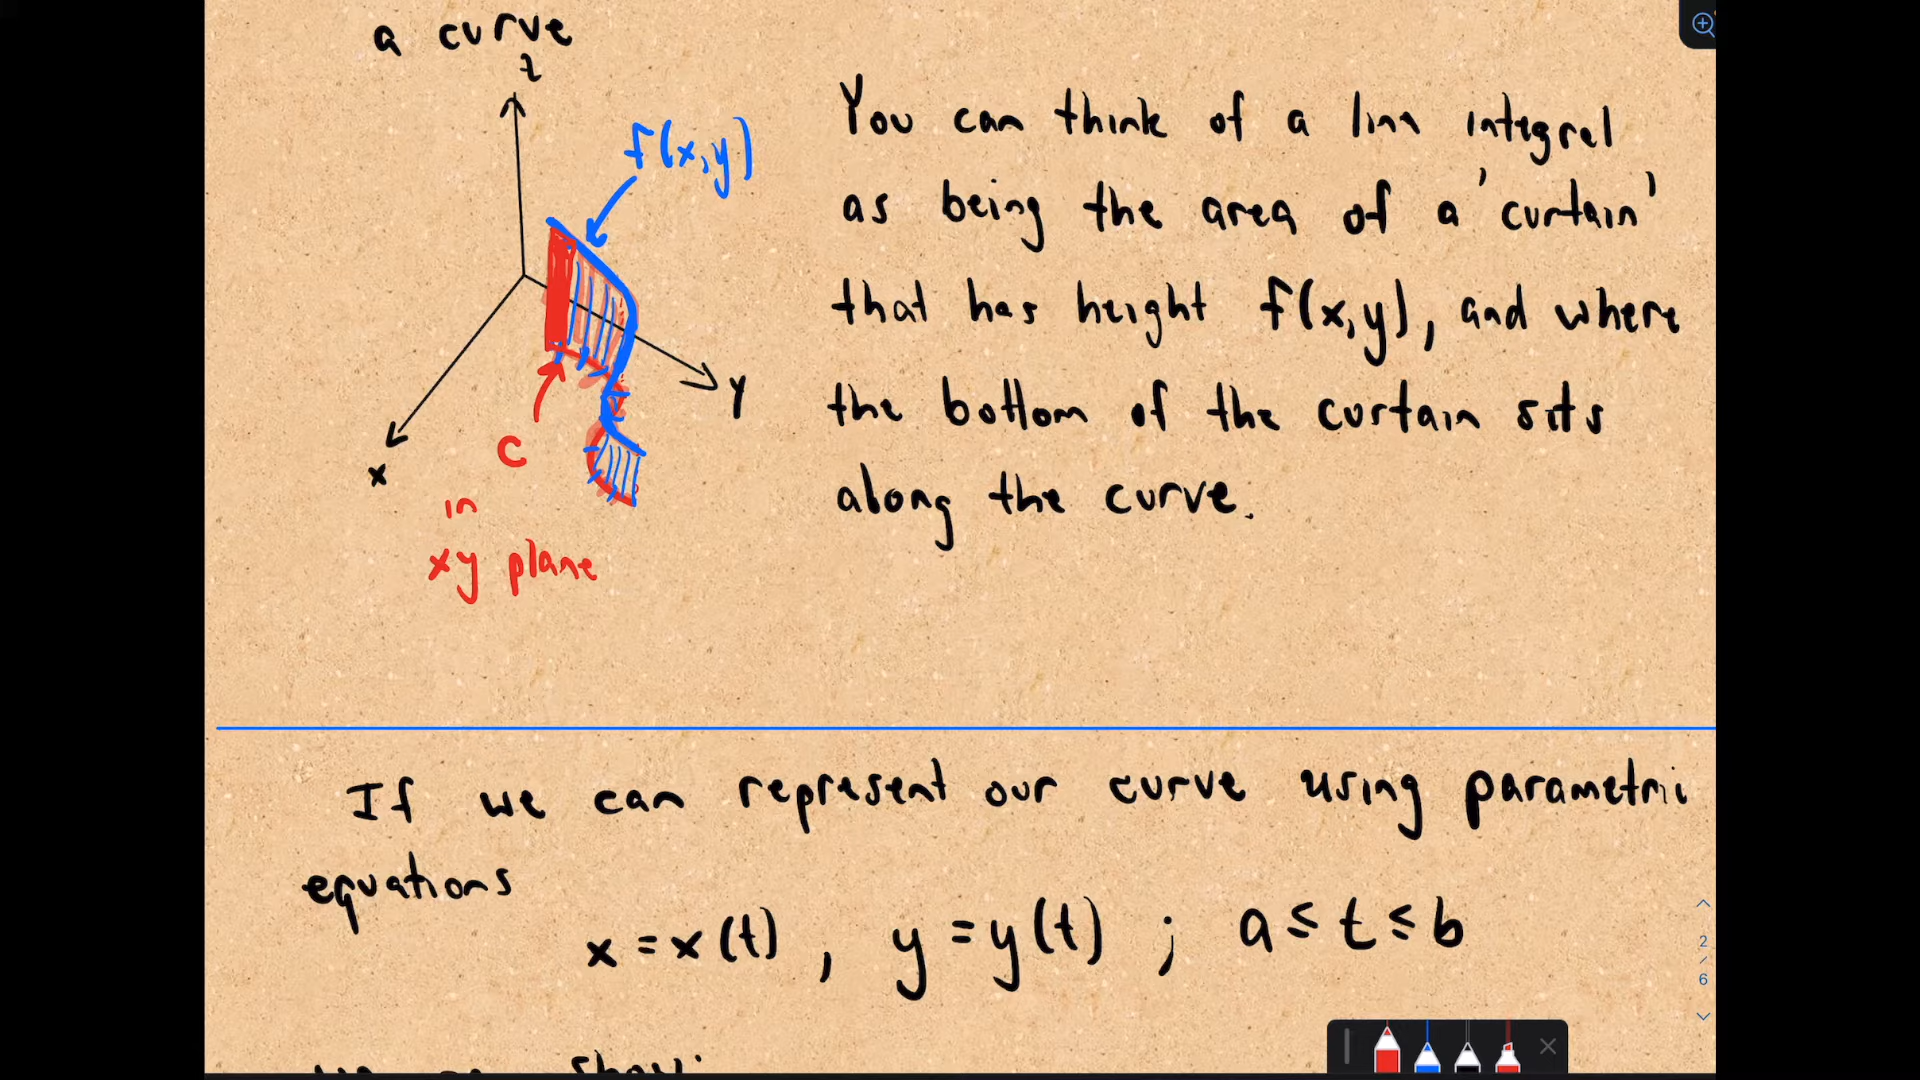 a curve
z
f(x,y)
y
x
C
in
xy plane
You can think of a line integral
as being the area of a 'curtain'
that has height f(x,y), and where
the bottom of the curtain sits
along the curve.
If we can represent our curve using parametric
equations
x = x(t) , y = y(t) ; a ≤ t ≤ b
2
/
6